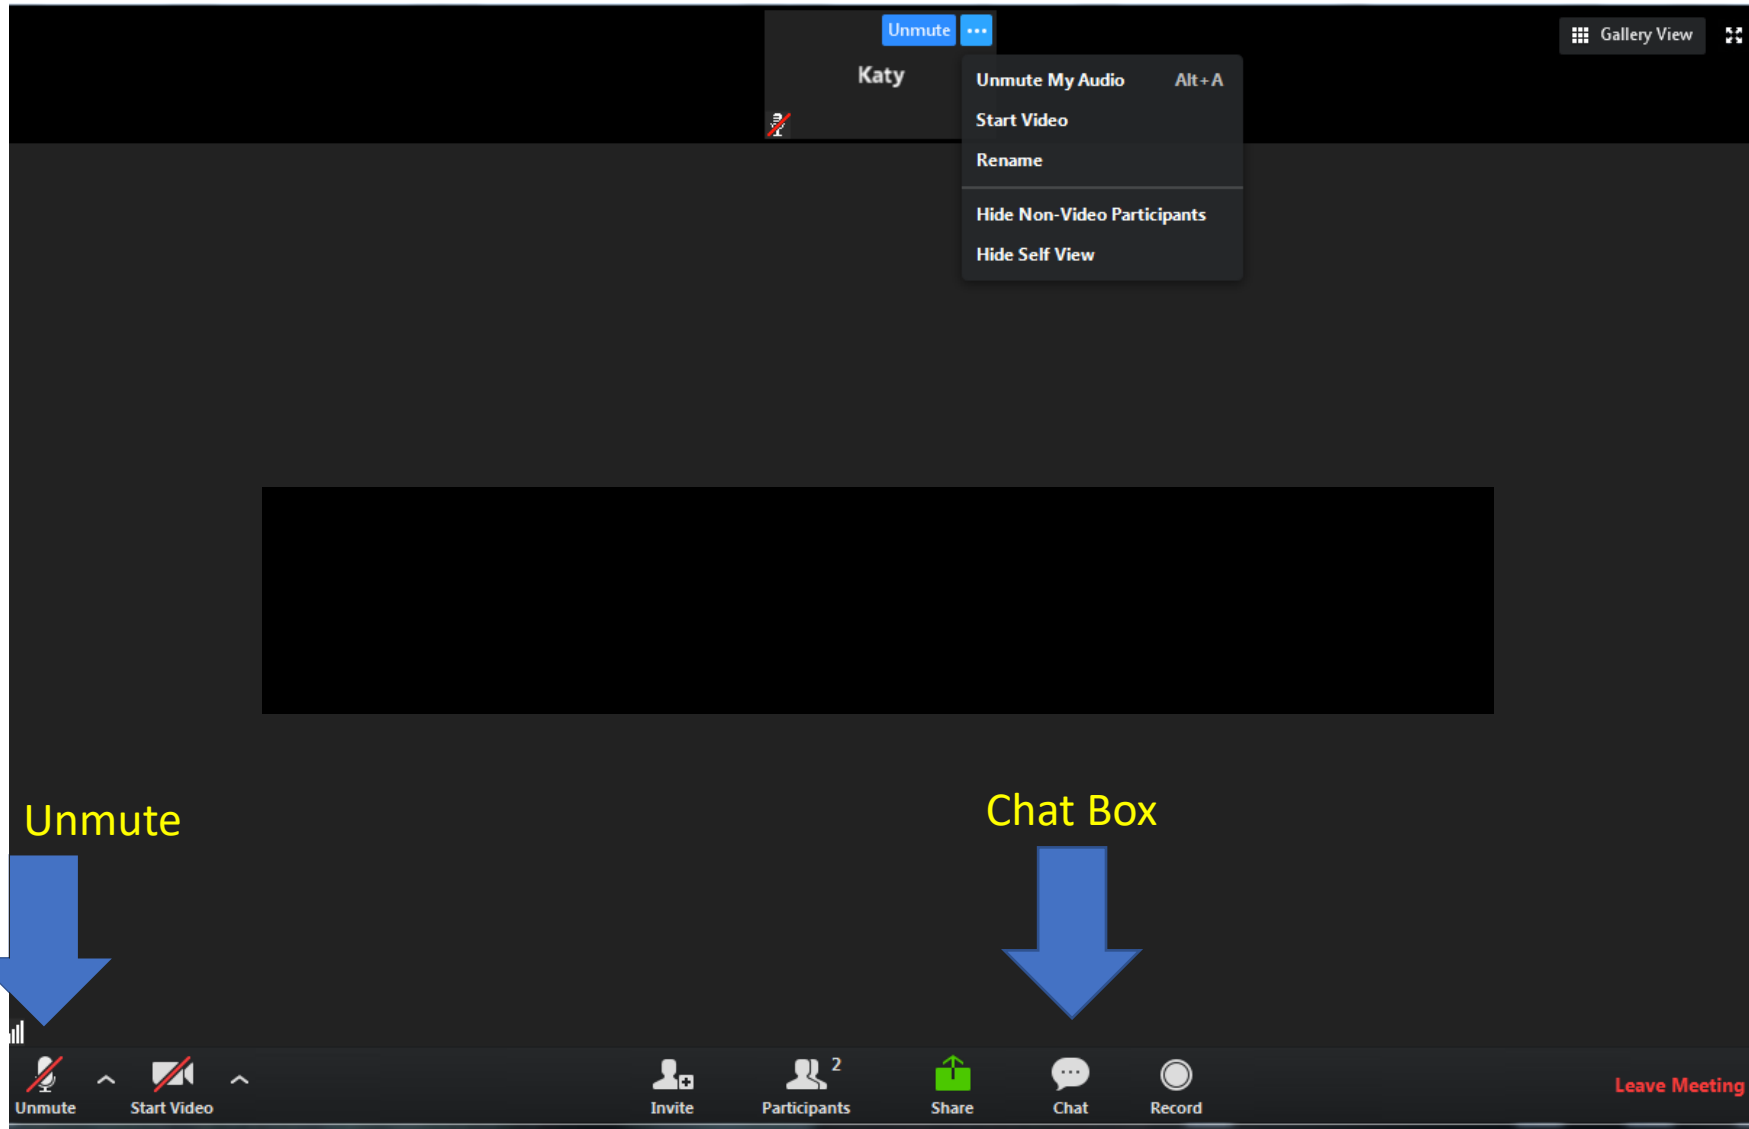 Unmute ...
Gallery View
Katy
Unmute My Audio Alt+A
Start Video
Rename
Hide Non-Video Participants
Hide Self View
Unmute
Chat Box
2
Unmute
Start Video
Invite
Participants
Share
Chat
Record
Leave Meeting